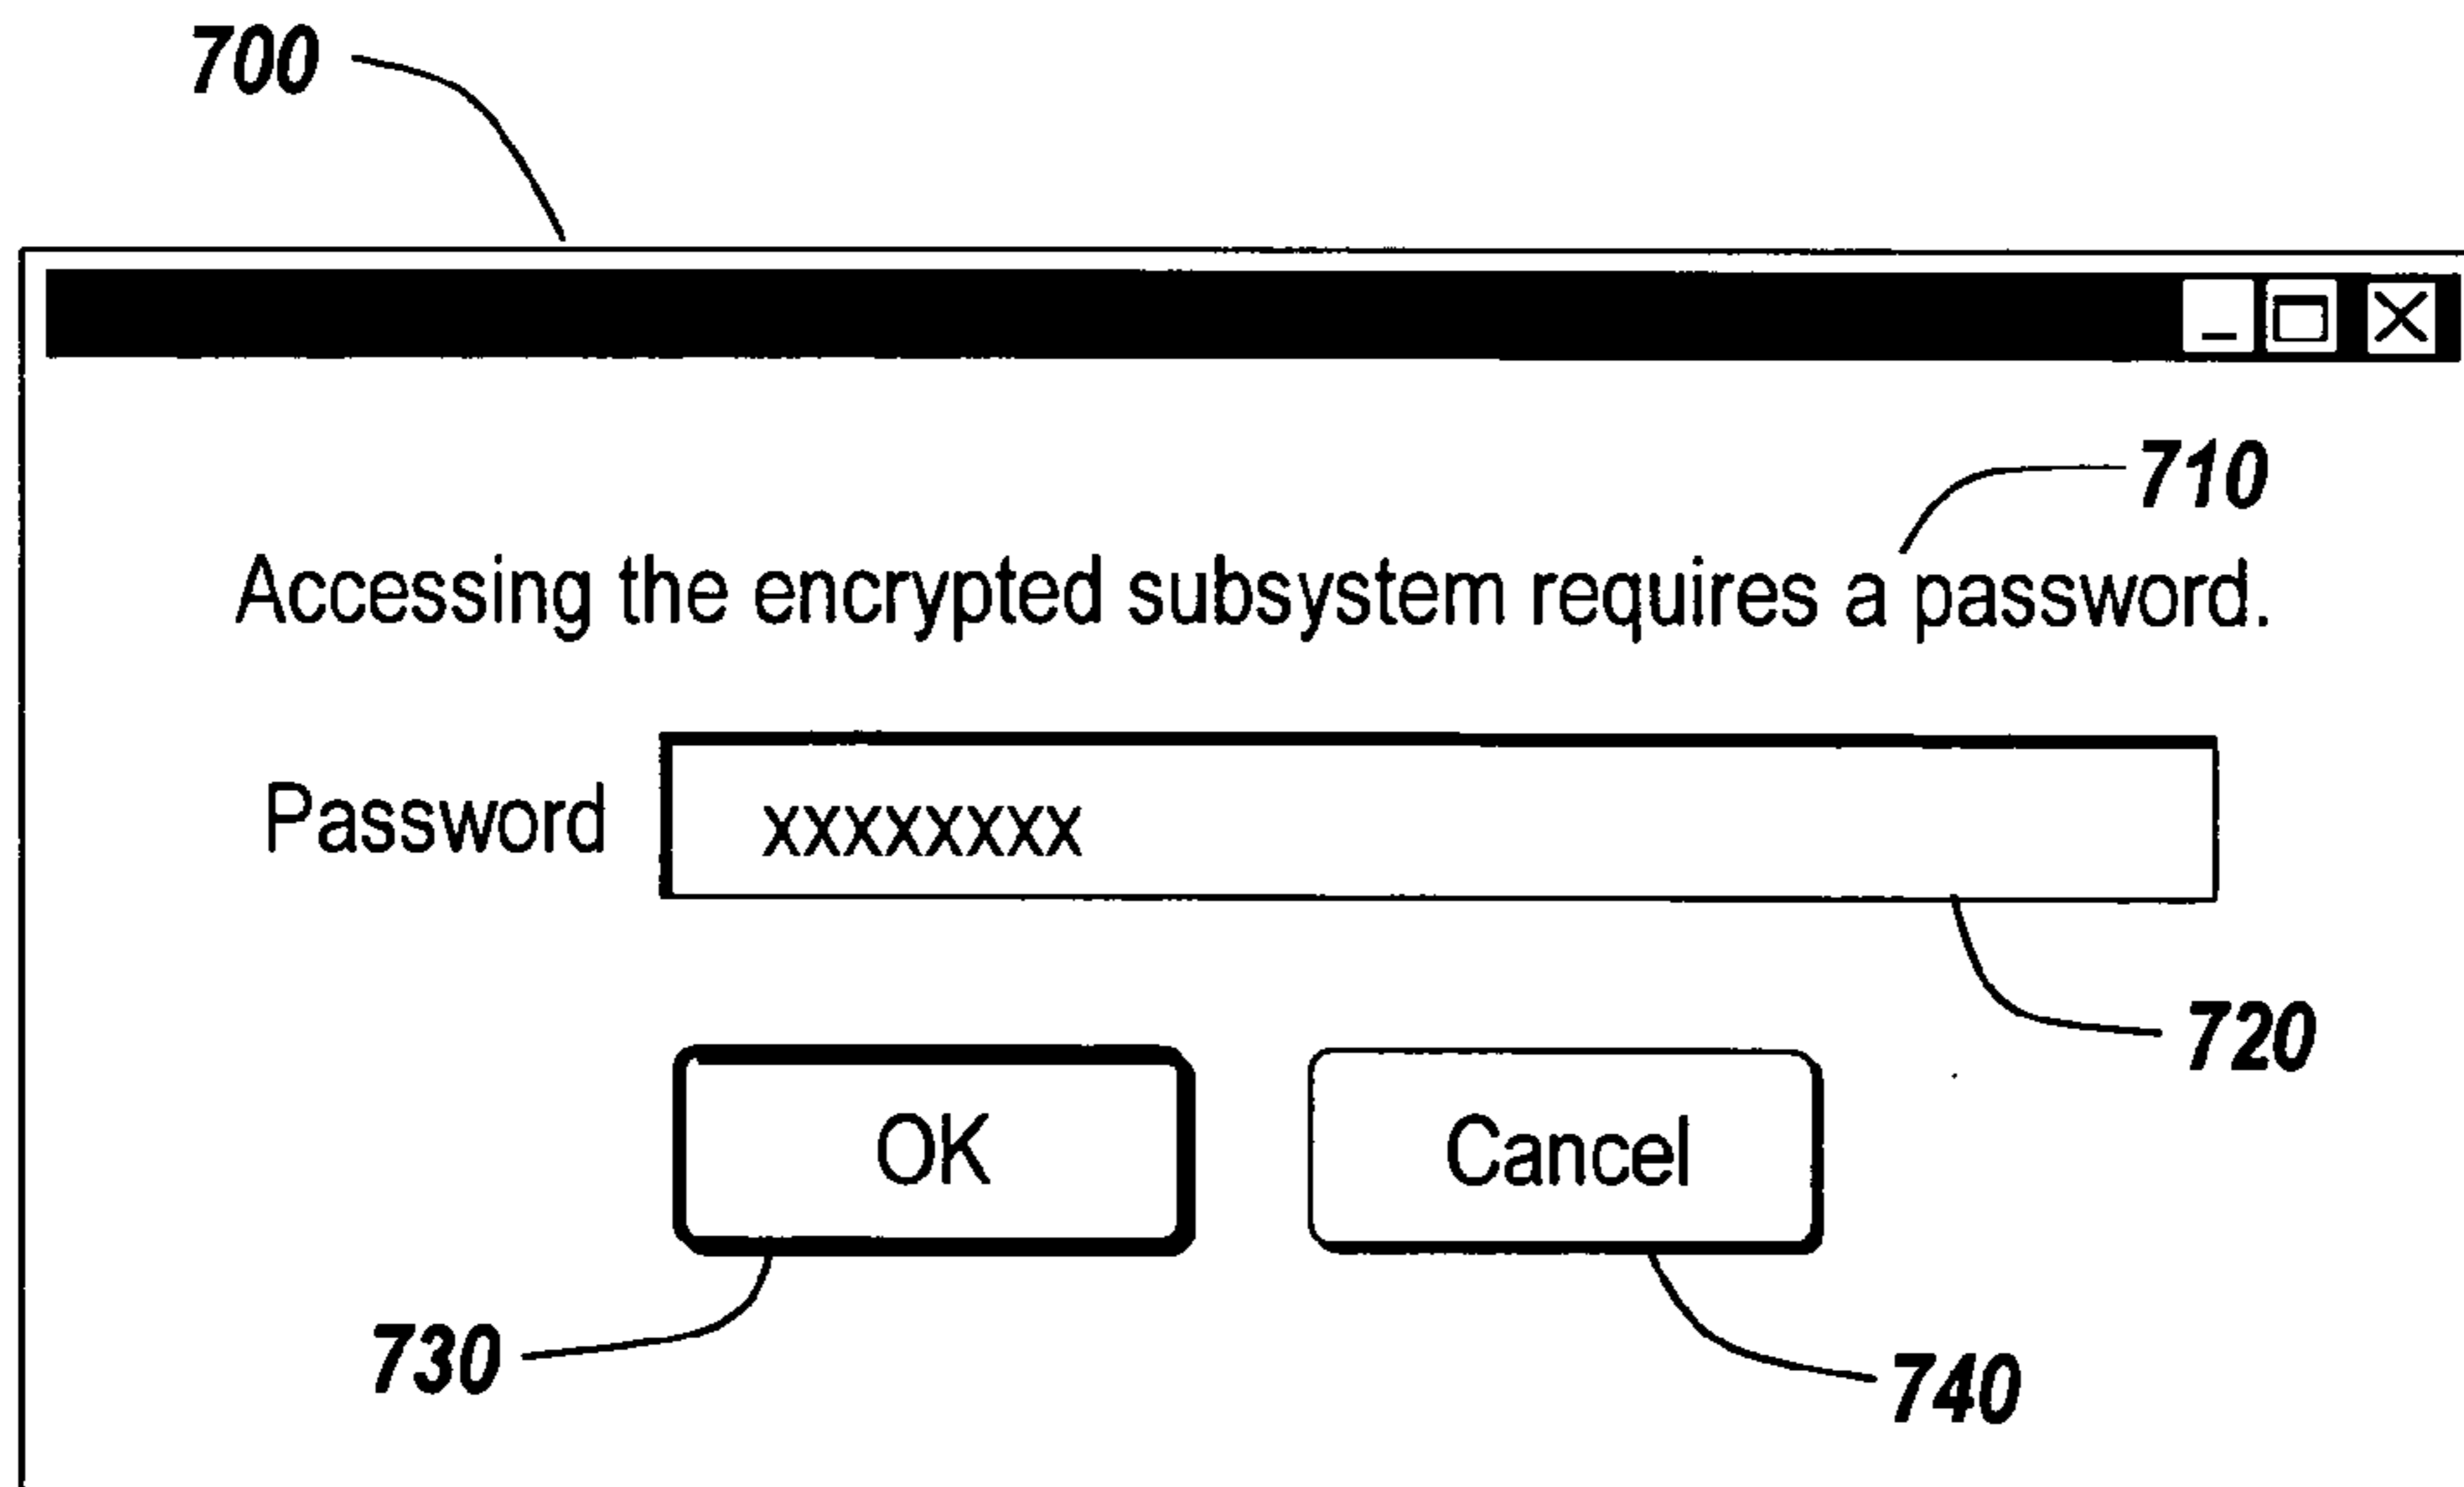 700
710
Accessing the encrypted subsystem requires a password.
Password xxxxxxxx
720
OK Cancel
730
740